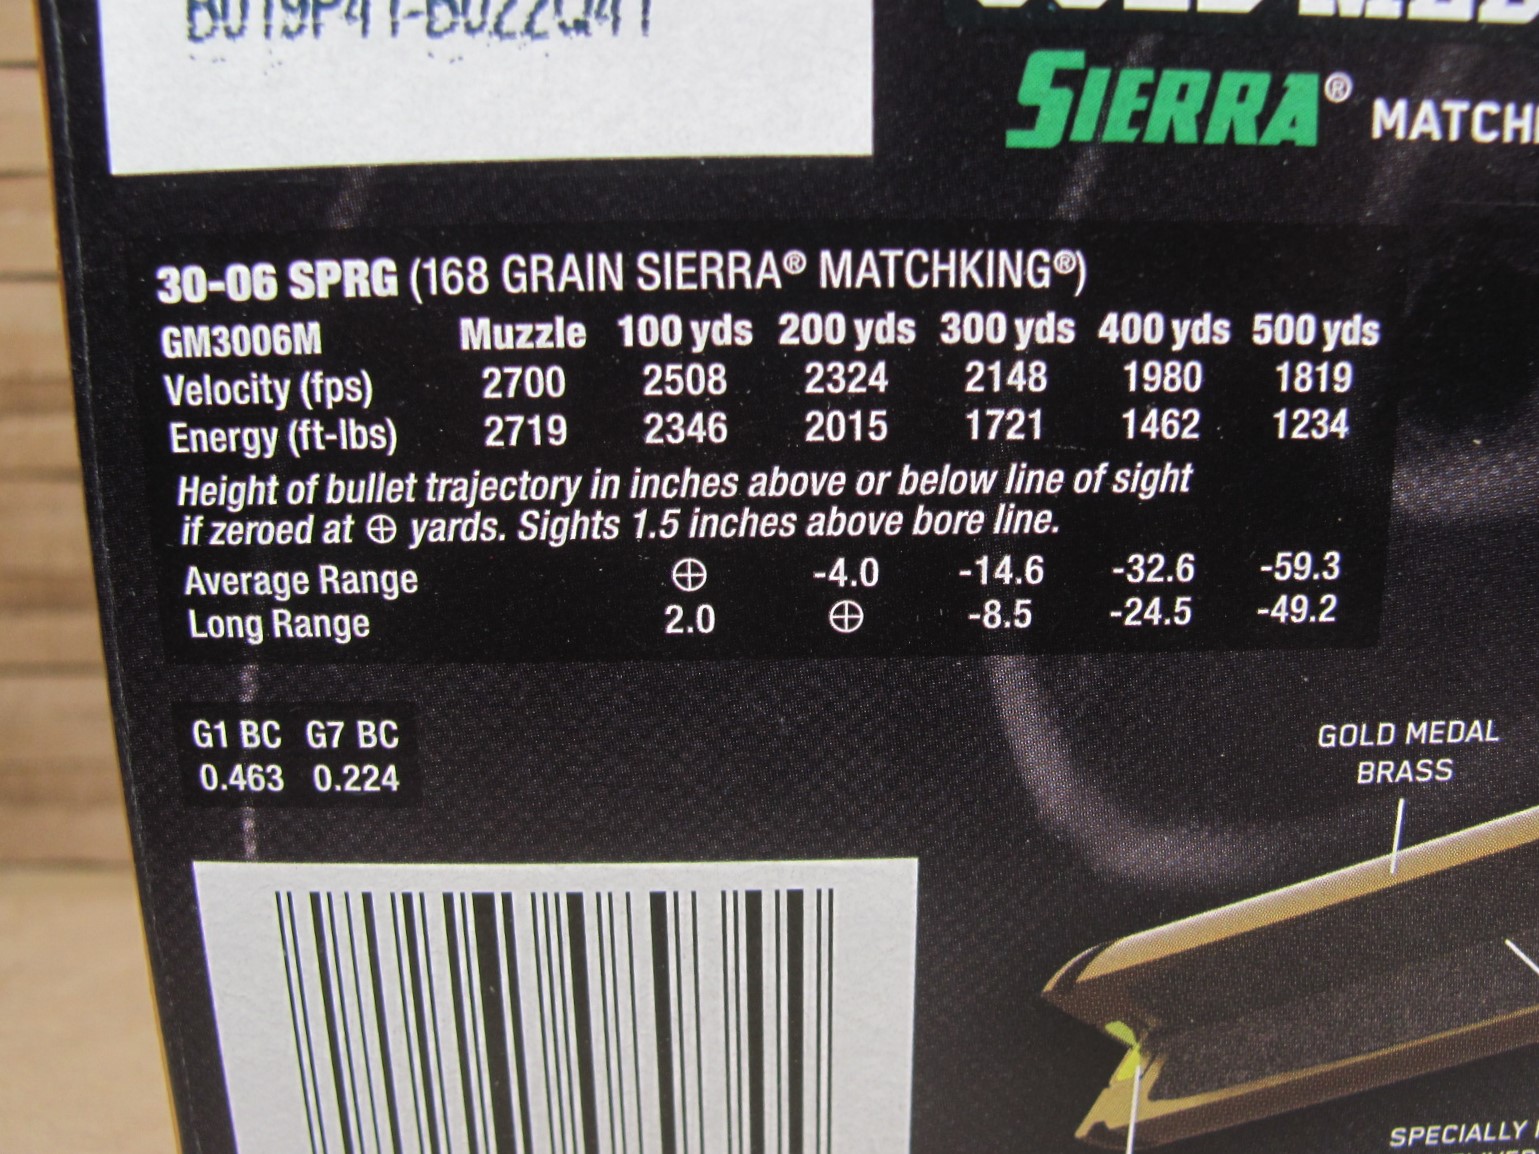 B019P41-B022Q41
SIERRA® MATCHK
30-06 SPRG (168 GRAIN SIERRA® MATCHKING®)
GM3006M Muzzle 100 yds 200 yds 300 yds 400 yds 500 yds
Velocity (fps) 2700 2508 2324 2148 1980 1819
Energy (ft-lbs) 2719 2346 2015 1721 1462 1234
Height of bullet trajectory in inches above or below line of sight
if zeroed at ⊕ yards. Sights 1.5 inches above bore line.
Average Range ⊕ -4.0 -14.6 -32.6 -59.3
Long Range 2.0 ⊕ -8.5 -24.5 -49.2
G1 BC G7 BC
0.463 0.224
GOLD MEDAL
BRASS
SPECIALLY